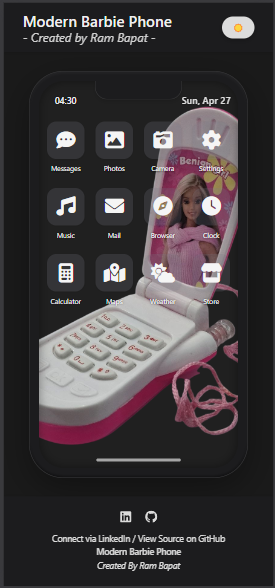 Modern Barbie Phone
- Created by Ram Bapat -
04:30
Sun, Apr 27
Messages
Photos
Camera
Settings
Music
Mail
Browser
Clock
Calculator
Maps
Weather
Store
Connect via LinkedIn / View Source on GitHub
Modern Barbie Phone
Created By Ram Bapat